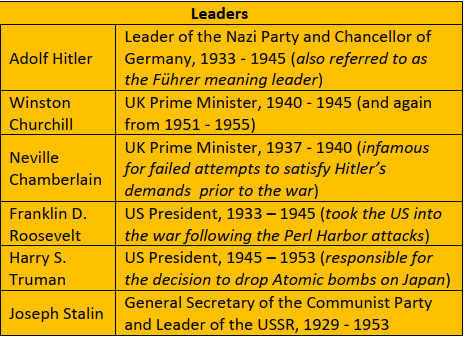 Leaders
Adolf Hitler
Leader of the Nazi Party and Chancellor of
Germany, 1933 - 1945 (also referred to as
the Führer meaning leader)
Winston
Churchill
UK Prime Minister, 1940 - 1945 (and again
from 1951 - 1955)
Neville
Chamberlain
UK Prime Minister, 1937 - 1940 (infamous
for failed attempts to satisfy Hitler’s
demands  prior to the war)
Franklin D.
Roosevelt
US President, 1933 – 1945 (took the US into
the war following the Perl Harbor attacks)
Harry S.
Truman
US President, 1945 – 1953 (responsible for
the decision to drop Atomic bombs on Japan)
Joseph Stalin
General Secretary of the Communist Party
and Leader of the USSR, 1929 - 1953